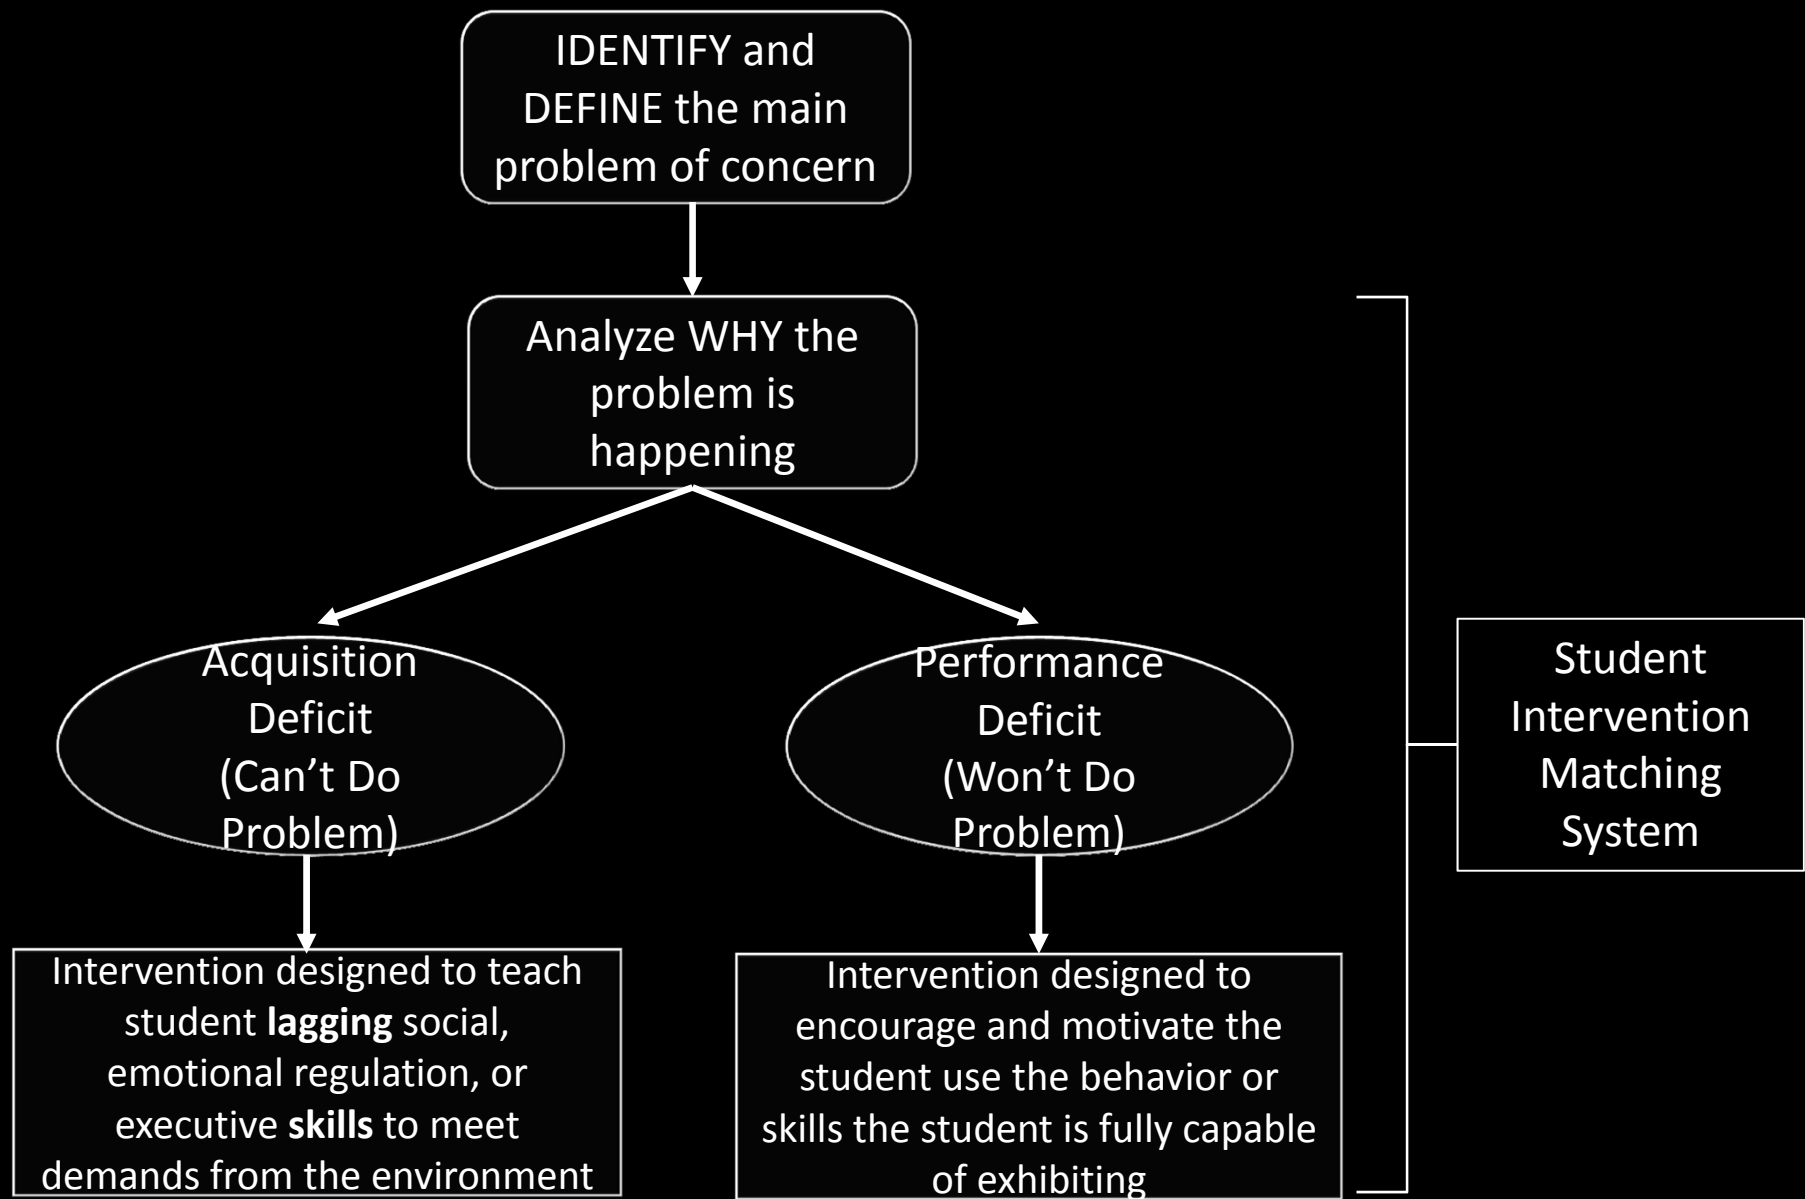 IDENTIFY and
DEFINE the main
problem of concern
Analyze WHY the
problem is
happening
Acquisition
Deficit
(Can’t Do
Problem)
Performance
Deficit
(Won’t Do
Problem)
Student
Intervention
Matching
System
Intervention designed to teach
student lagging social,
emotional regulation, or
executive skills to meet
demands from the environment
Intervention designed to
encourage and motivate the
student use the behavior or
skills the student is fully capable
of exhibiting